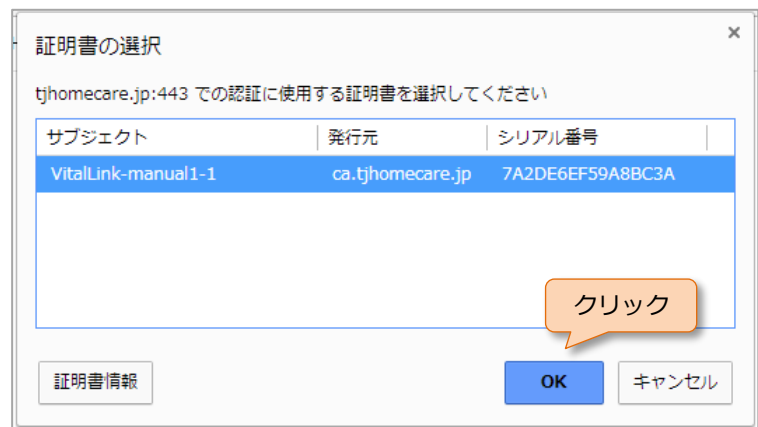 証明書の選択
×
tjhomecare.jp:443 での認証に使用する証明書を選択してください
サブジェクト 発行元 シリアル番号
VitalLink-manual1-1 ca.tjhomecare.jp 7A2DE6EF59A8BC3A
クリック
証明書情報 OK キャンセル